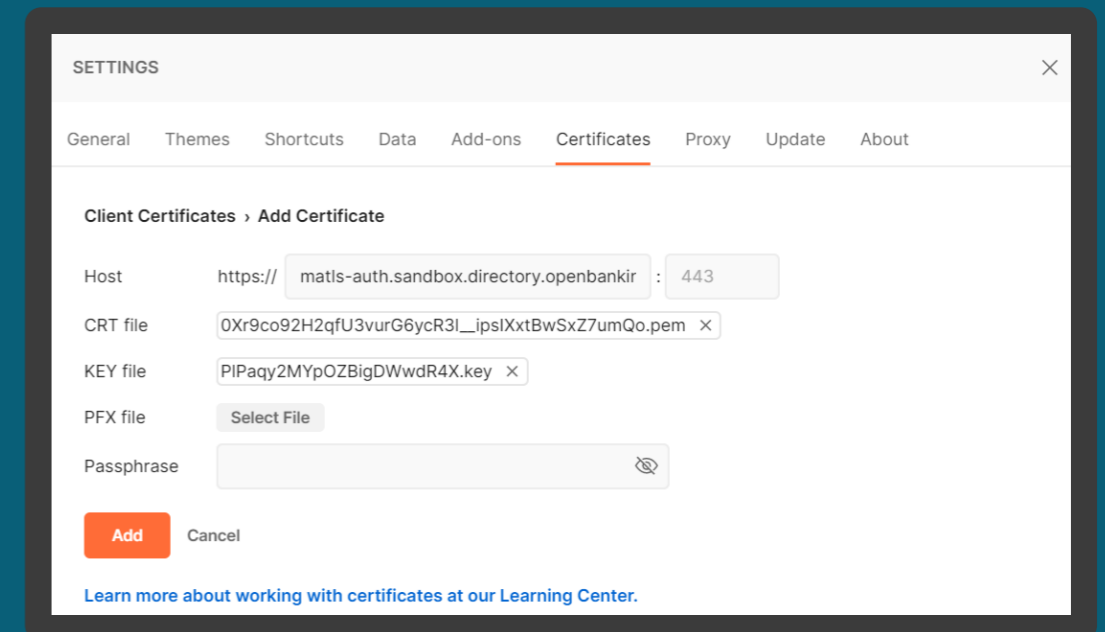 SETTINGS
General Themes Shortcuts Data Add-ons Certificates Proxy Update About
Client Certificates › Add Certificate
Host https:// matls-auth.sandbox.directory.openbankir : 443
CRT file 0Xr9co92H2qfU3vurG6ycR3I__ipsIXxtBwSxZ7umQo.pem ×
KEY file PIPaqy2MYpOZBigDWwdR4X.key ×
PFX file Select File
Passphrase
Add Cancel
Learn more about working with certificates at our Learning Center.